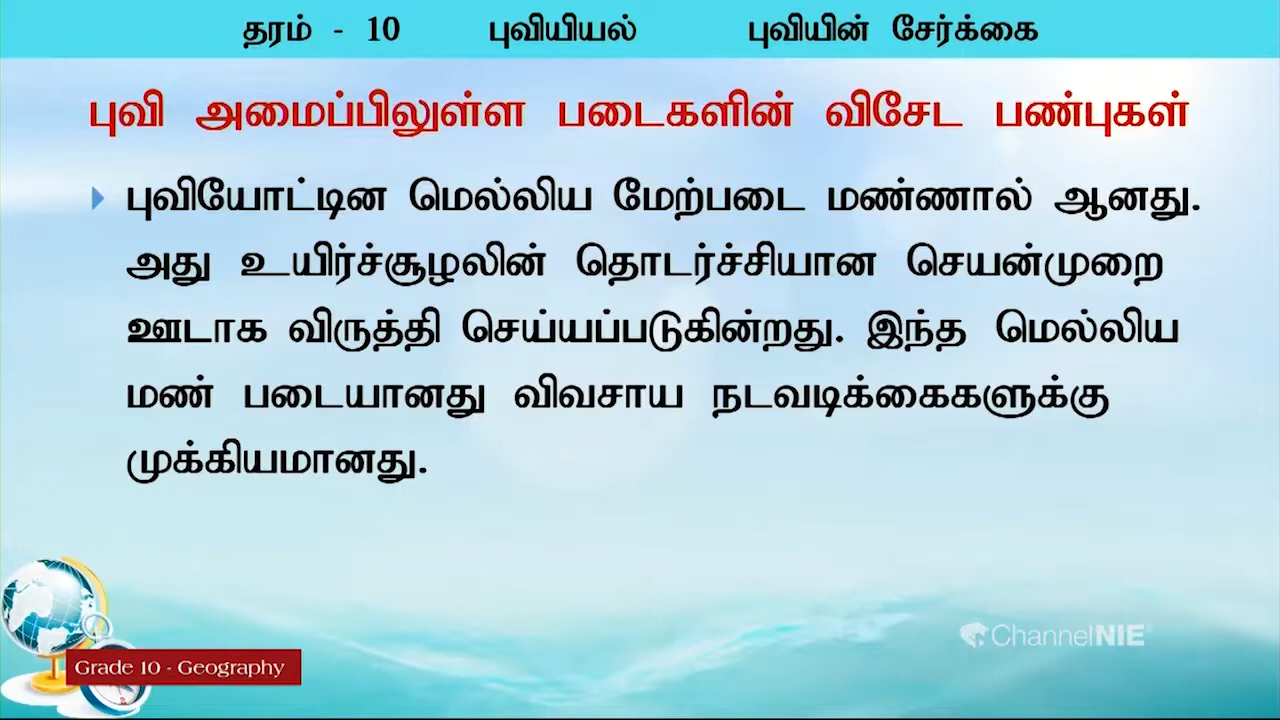 தரம் - 10 புவியியல் புவியின் சேர்க்கை
புவி அமைப்பிலுள்ள படைகளின் விசேட பண்புகள்
புவியோட்டின மெல்லிய மேற்படை மண்ணால் ஆனது.
அது உயிர்ச்சூழலின் தொடர்ச்சியான செயன்முறை
ஊடாக விருத்தி செய்யப்படுகின்றது. இந்த மெல்லிய
மண் படையானது விவசாய நடவடிக்கைகளுக்கு
முக்கியமானது.
ChannelNIE
Grade 10 - Geography